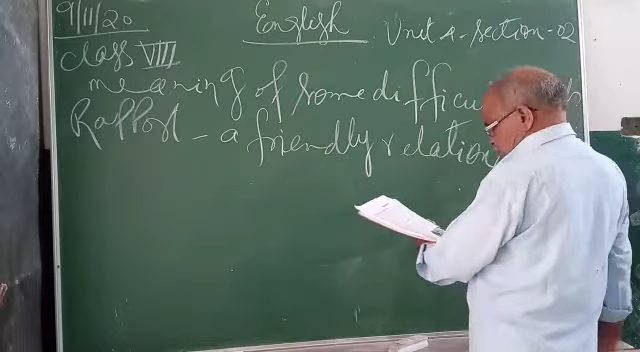 9/11/20 English Unit 4 - section - 02
class VIII
meaning of some difficu
Rapport - a friendly relation